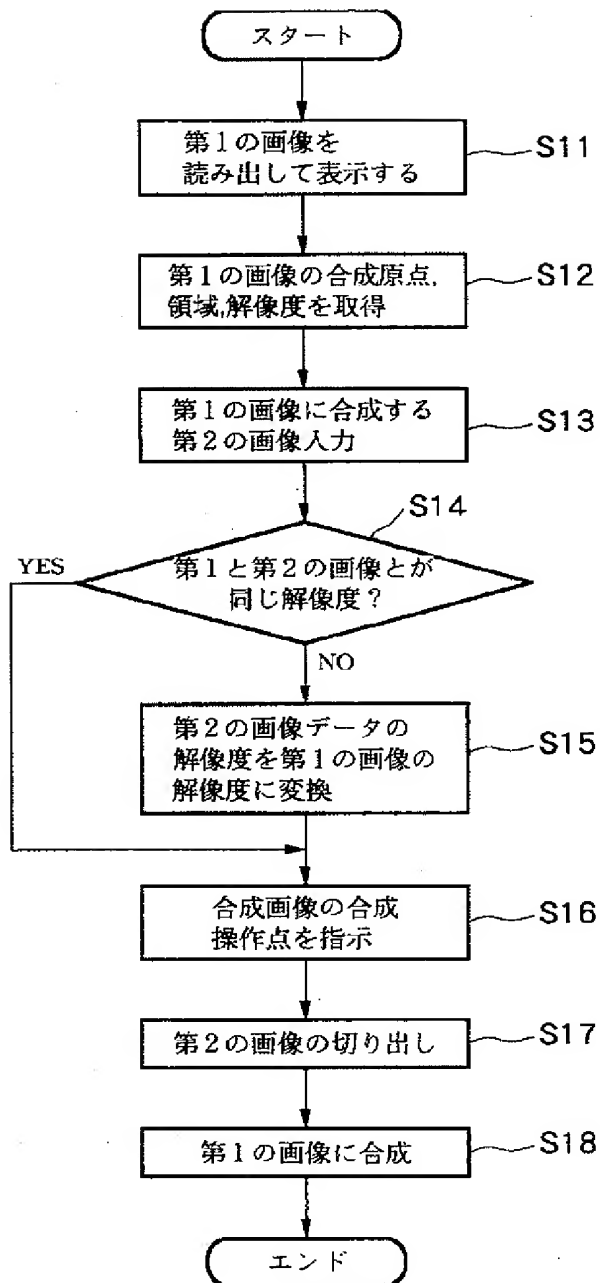 スタート
第1の画像を
読み出して表示する
S11
第1の画像の合成原点,
領域,解像度を取得
S12
第1の画像に合成する
第2の画像入力
S13
S14
YES
第1と第2の画像とが
同じ解像度?
NO
第2の画像データの
解像度を第1の画像の
解像度に変換
S15
合成画像の合成
操作点を指示
S16
第2の画像の切り出し
S17
第1の画像に合成
S18
エンド